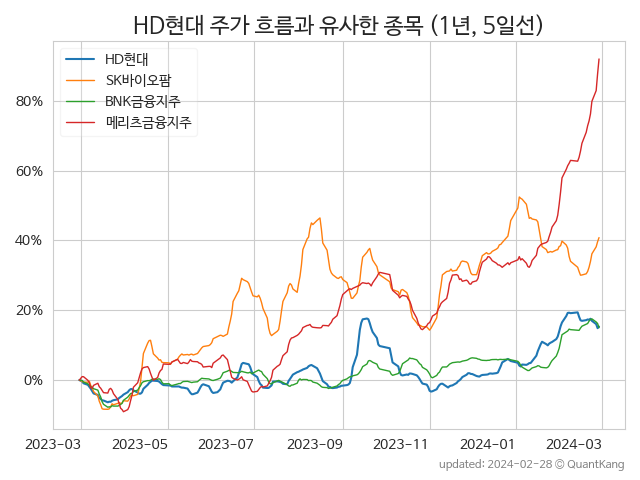 HD현대 주가 흐름과 유사한 종목 (1년, 5일선)
HD현대
SK바이오팜
BNK금융지주
메리츠금융지주
80%
60%
40%
20%
0%
2023-03 2023-05 2023-07 2023-09 2023-11 2024-01 2024-03
updated: 2024-02-28 © QuantKang